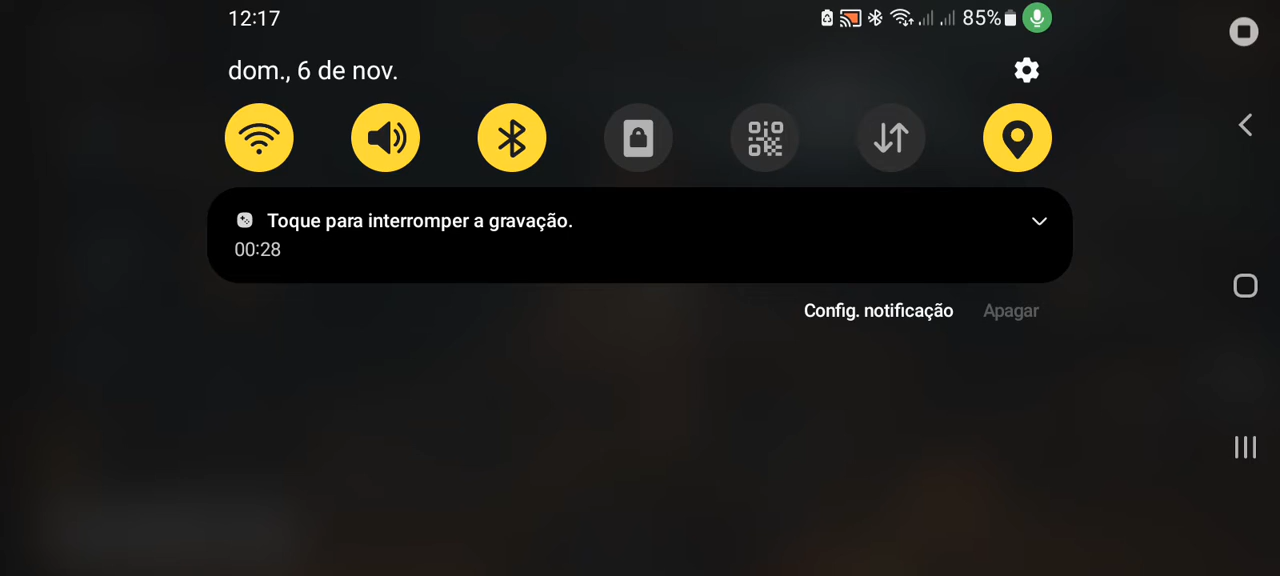 12:17
85%
dom., 6 de nov.
Toque para interromper a gravação.
00:28
Config. notificação
Apagar